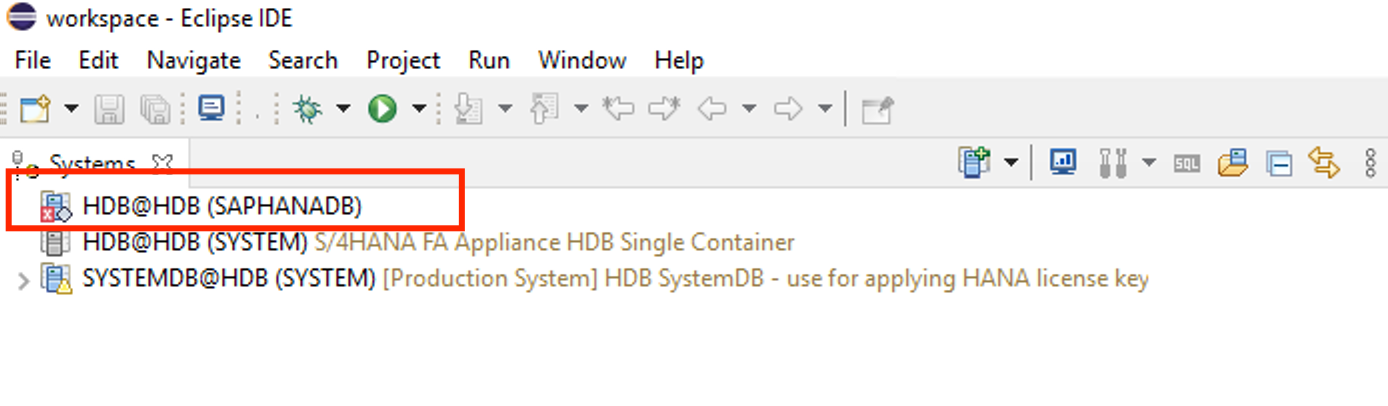 workspace - Eclipse IDE
File Edit Navigate Search Project Run Window Help
Systems
SQL
HDB@HDB (SAPHANADB)
HDB@HDB (SYSTEM) S/4HANA FA Appliance HDB Single Container
SYSTEMDB@HDB (SYSTEM) [Production System] HDB SystemDB - use for applying HANA license key